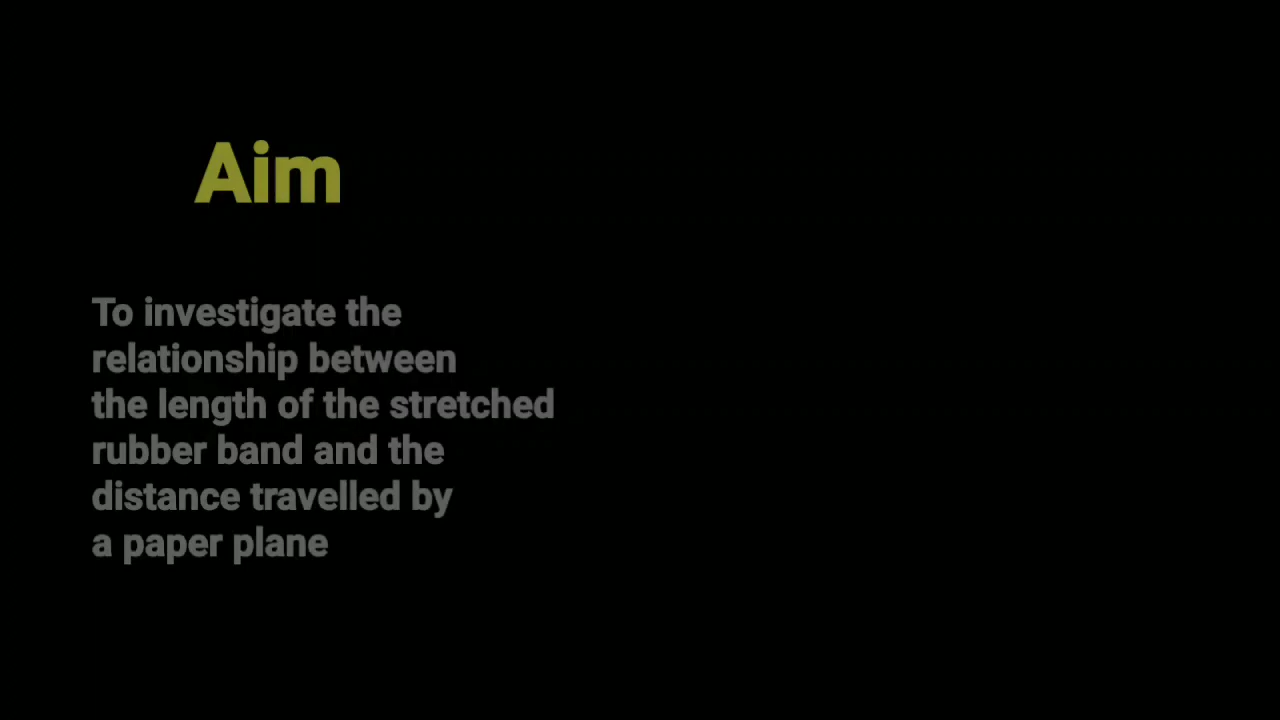 Aim
To investigate the
relationship between
the length of the stretched
rubber band and the
distance travelled by
a paper plane